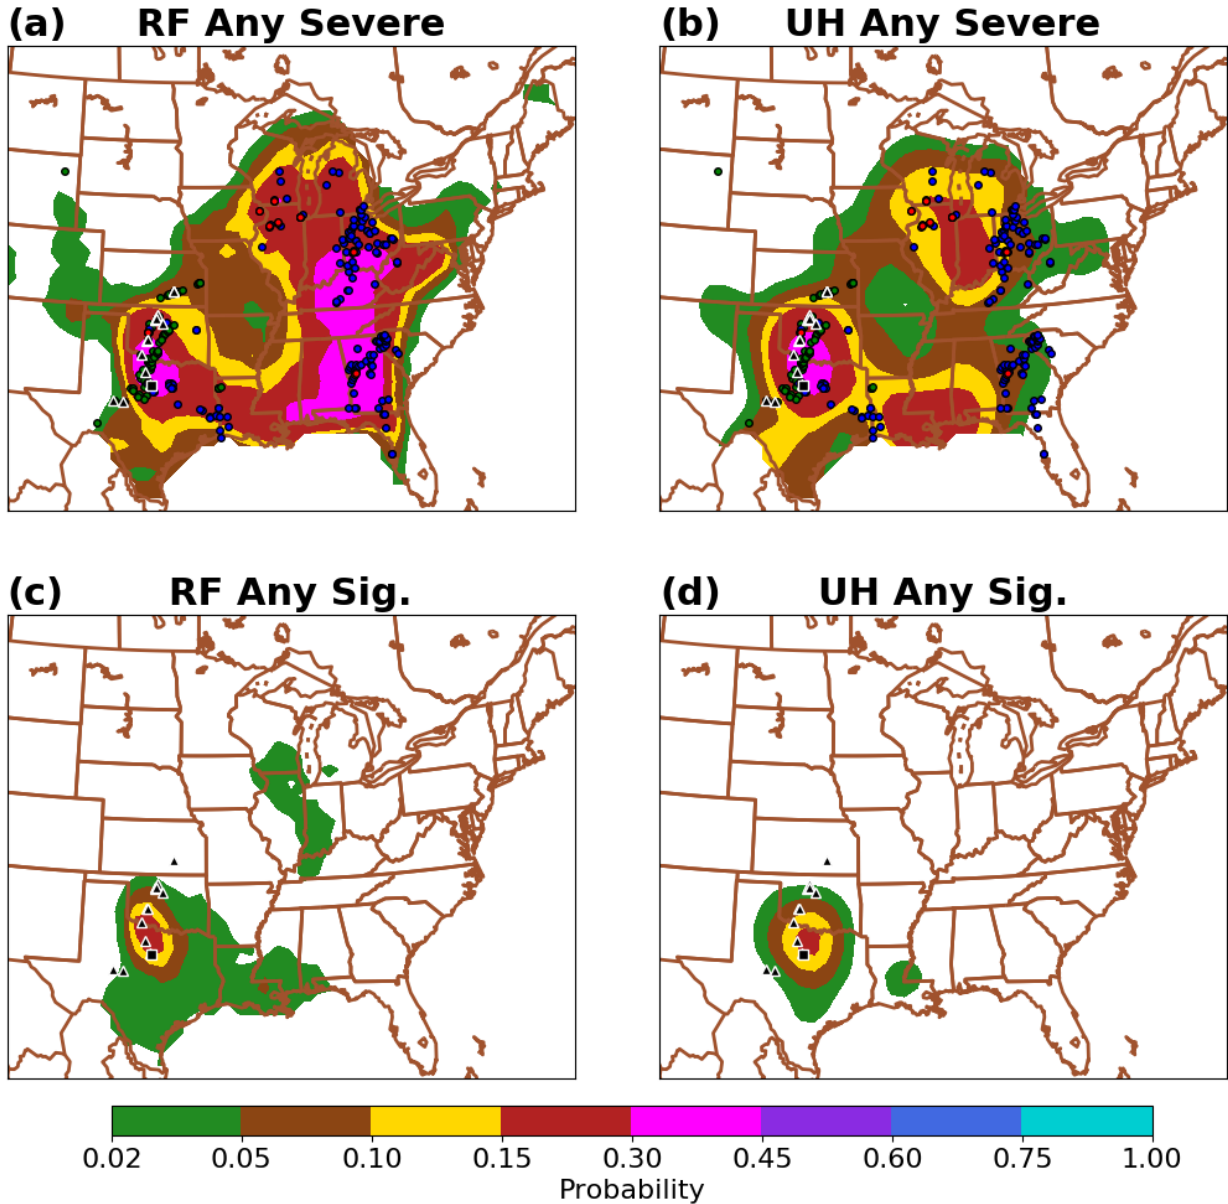 (a) RF Any Severe
(b) UH Any Severe
(c) RF Any Sig.
(d) UH Any Sig.
0.02 0.05 0.10 0.15 0.30 0.45 0.60 0.75 1.00
Probability